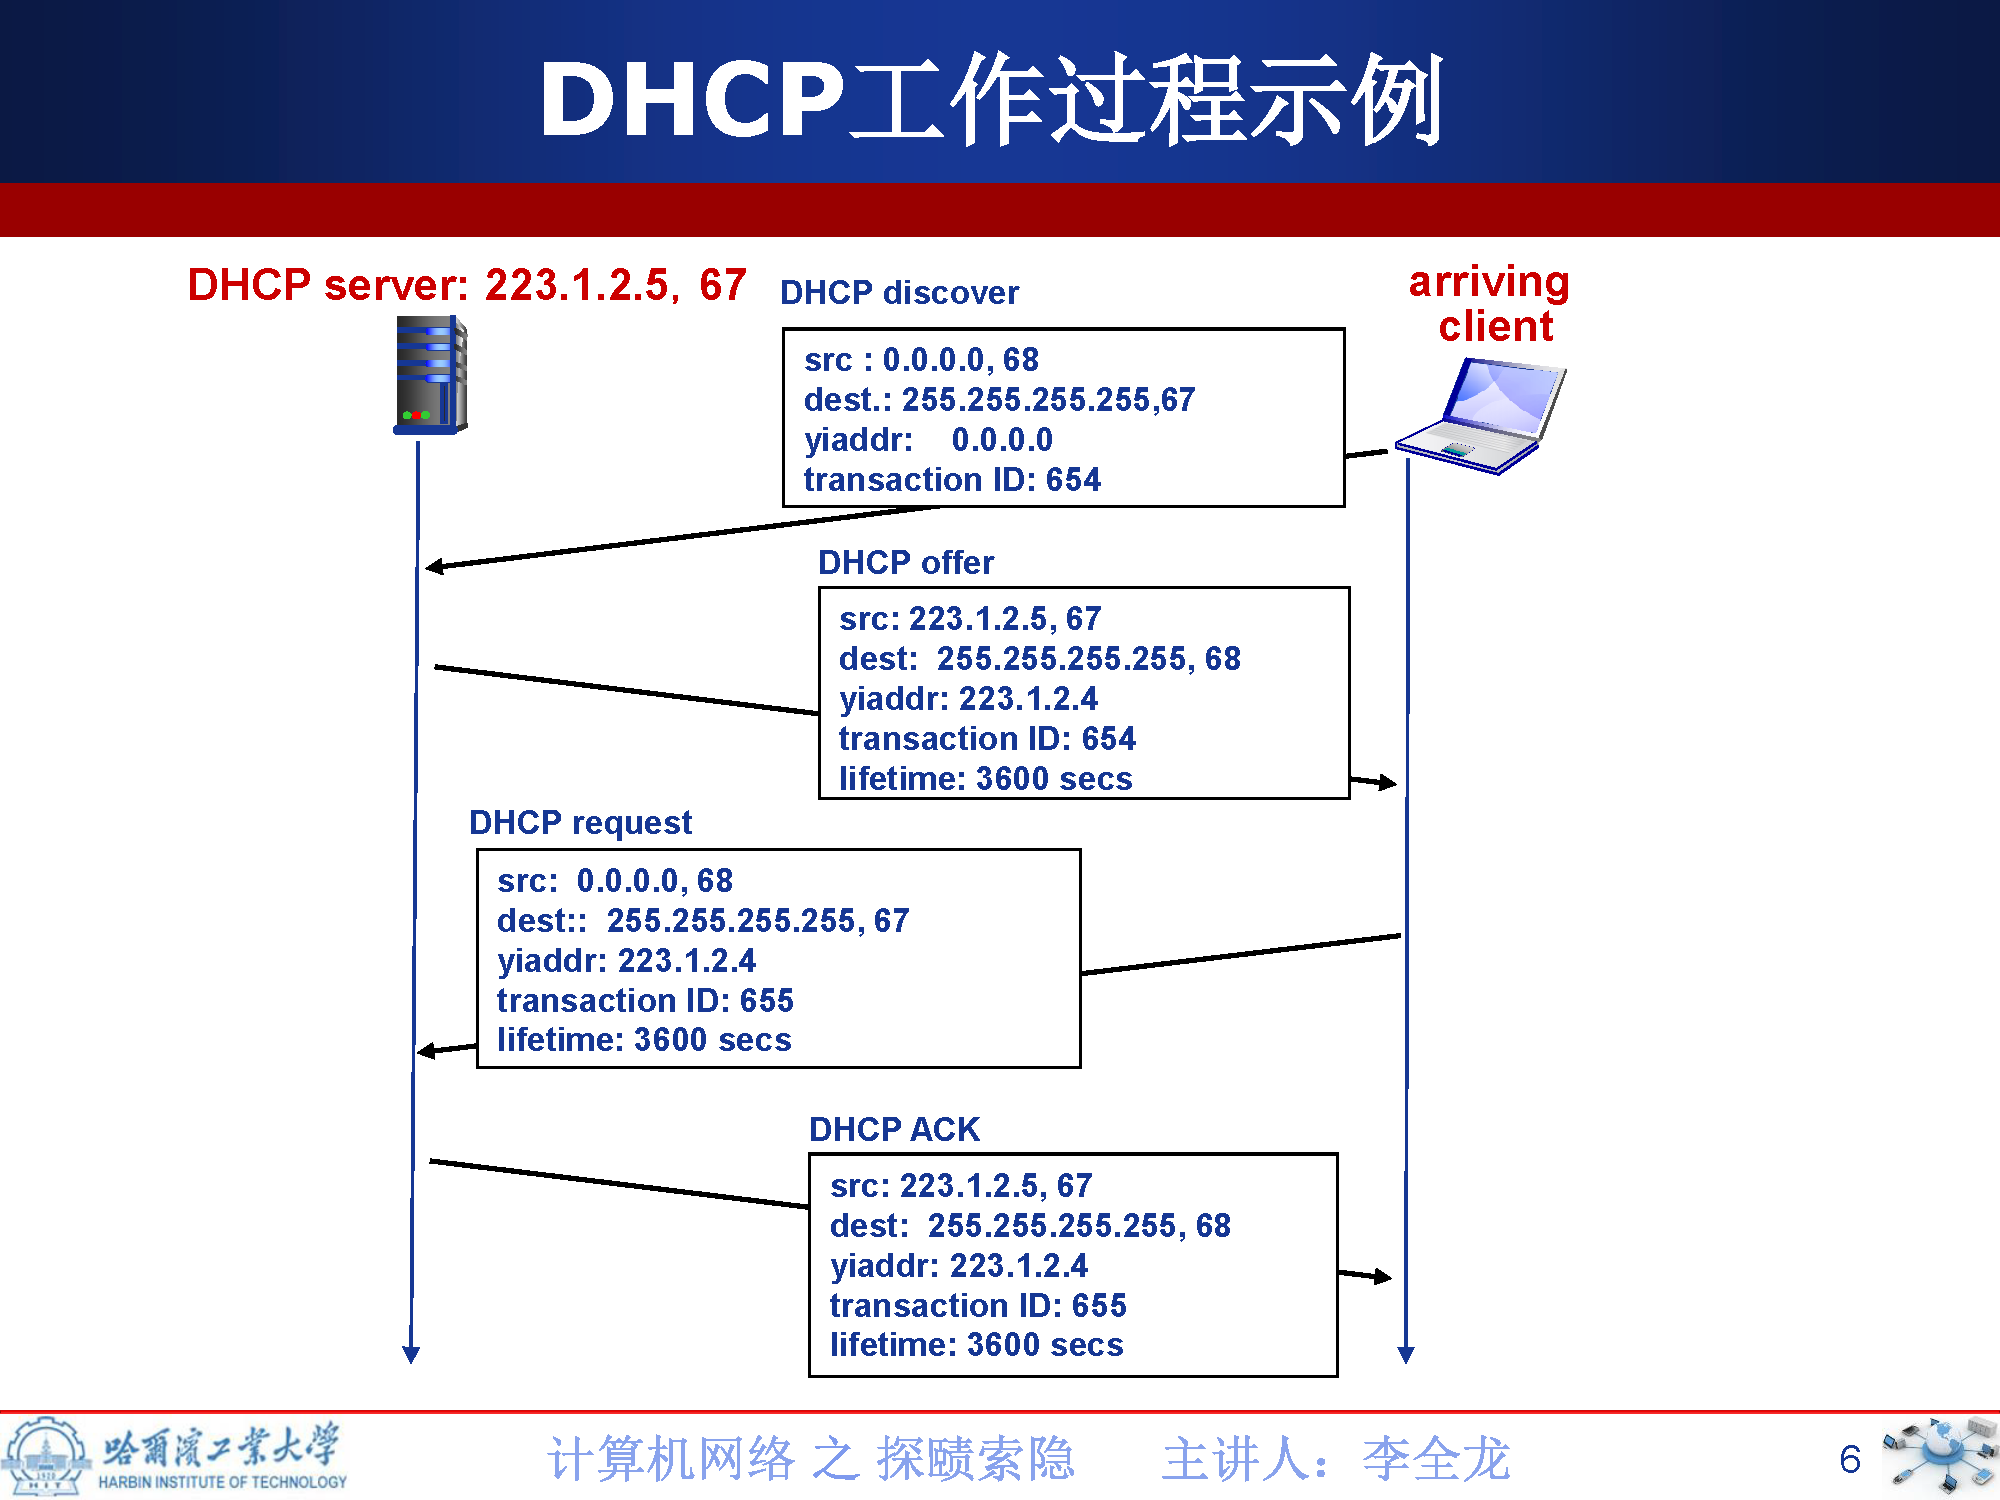 DHCP工作过程示例
DHCP server: 223.1.2.5, 67
arriving
client
DHCP discover
src : 0.0.0.0, 68
dest.: 255.255.255.255,67
yiaddr: 0.0.0.0
transaction ID: 654
DHCP offer
src: 223.1.2.5, 67
dest: 255.255.255.255, 68
yiaddr: 223.1.2.4
transaction ID: 654
lifetime: 3600 secs
DHCP request
src: 0.0.0.0, 68
dest:: 255.255.255.255, 67
yiaddr: 223.1.2.4
transaction ID: 655
lifetime: 3600 secs
DHCP ACK
src: 223.1.2.5, 67
dest: 255.255.255.255, 68
yiaddr: 223.1.2.4
transaction ID: 655
lifetime: 3600 secs
哈爾濱工業大學
HARBIN INSTITUTE OF TECHNOLOGY
计算机网络 之 探赜索隐 主讲人：李全龙
6